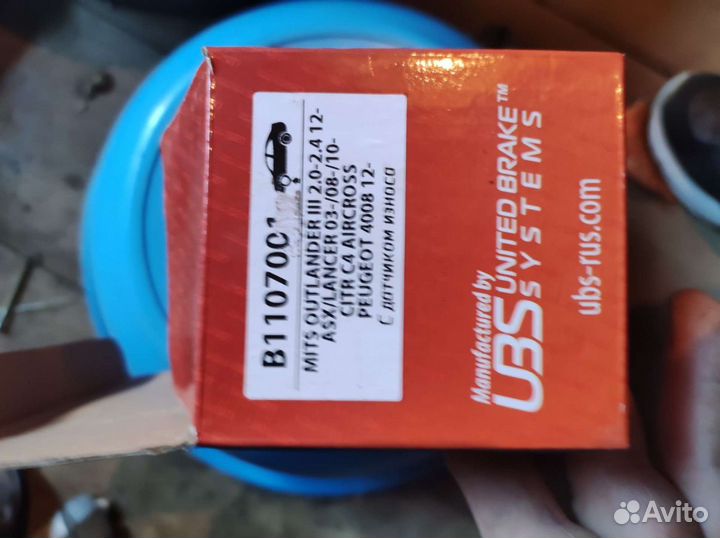 B1107001
MITS OUTLANDER III 2.0-2.4 12-
ASX/LANCER 03-/08-/10-
CITR C4 AIRCROSS
PEUGEOT 4008 12-
С датчиком износа
Manufactured by
UBS UNITED BRAKE™
SYSTEMS
ubs-rus.com
Avito